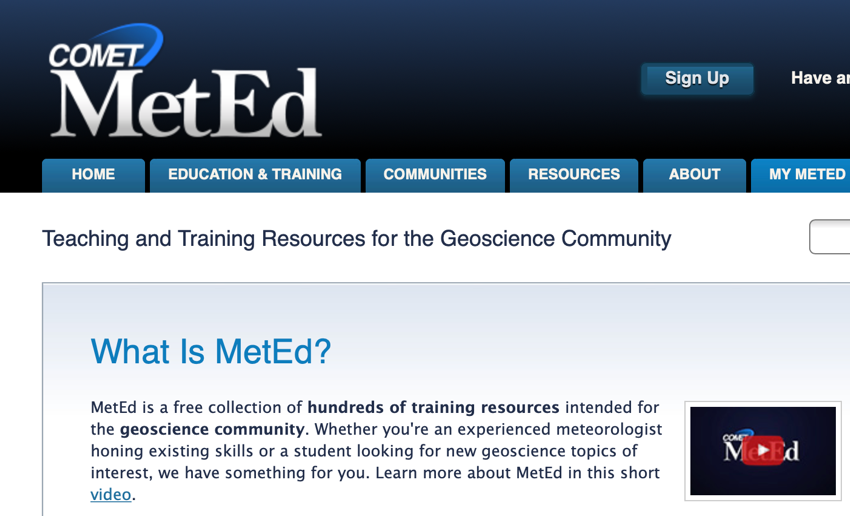 COMET
MetEd
Sign Up
Have
HOME
EDUCATION & TRAINING
COMMUNITIES
RESOURCES
ABOUT
MY METED
Teaching and Training Resources for the Geoscience Community
What Is MetEd?
MetEd is a free collection of hundreds of training resources intended for
the geoscience community. Whether you're an experienced meteorologist
honing existing skills or a student looking for new geoscience topics of
interest, we have something for you. Learn more about MetEd in this short
video.
COMET
MetEd